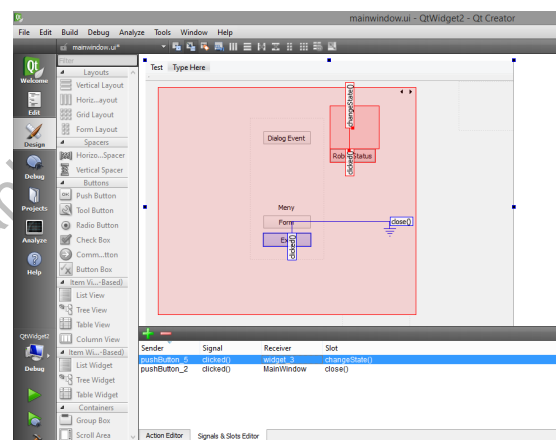 mainwindow.ui - QtWidget2 - Qt Creator
File Edit Build Debug Analyze Tools Window Help
mainwindow.ui*
Filter
Test Type Here
Welcome
Edit
Design
Debug
Projects
Analyze
Help
QtWidget2
Debug
Layouts
Vertical Layout
Horiz...ayout
Grid Layout
Form Layout
Spacers
Horizo...Spacer
Vertical Spacer
Buttons
Push Button
Tool Button
Radio Button
Check Box
Comm...tton
Button Box
Item Vi...-Based)
List View
Tree View
Table View
Column View
Item Wi...-Based)
List Widget
Tree Widget
Table Widget
Containers
Group Box
Scroll Area
changeState()
Dialog Event
clicked()
Meny
Form
close()
clicked()
Sender Signal Receiver Slot
pushButton_5 clicked() widget_3 changeState()
pushButton_2 clicked() MainWindow close()
Action Editor Signals & Slots Editor